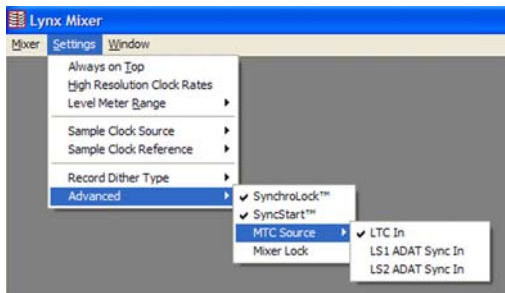 Lynx Mixer
Mixer Settings Window
Always on Top
High Resolution Clock Rates
Level Meter Range
Sample Clock Source
Sample Clock Reference
Record Dither Type
Advanced
SynchroLock™
SyncStart™
MTC Source
Mixer Lock
LTC In
LS1 ADAT Sync In
LS2 ADAT Sync In